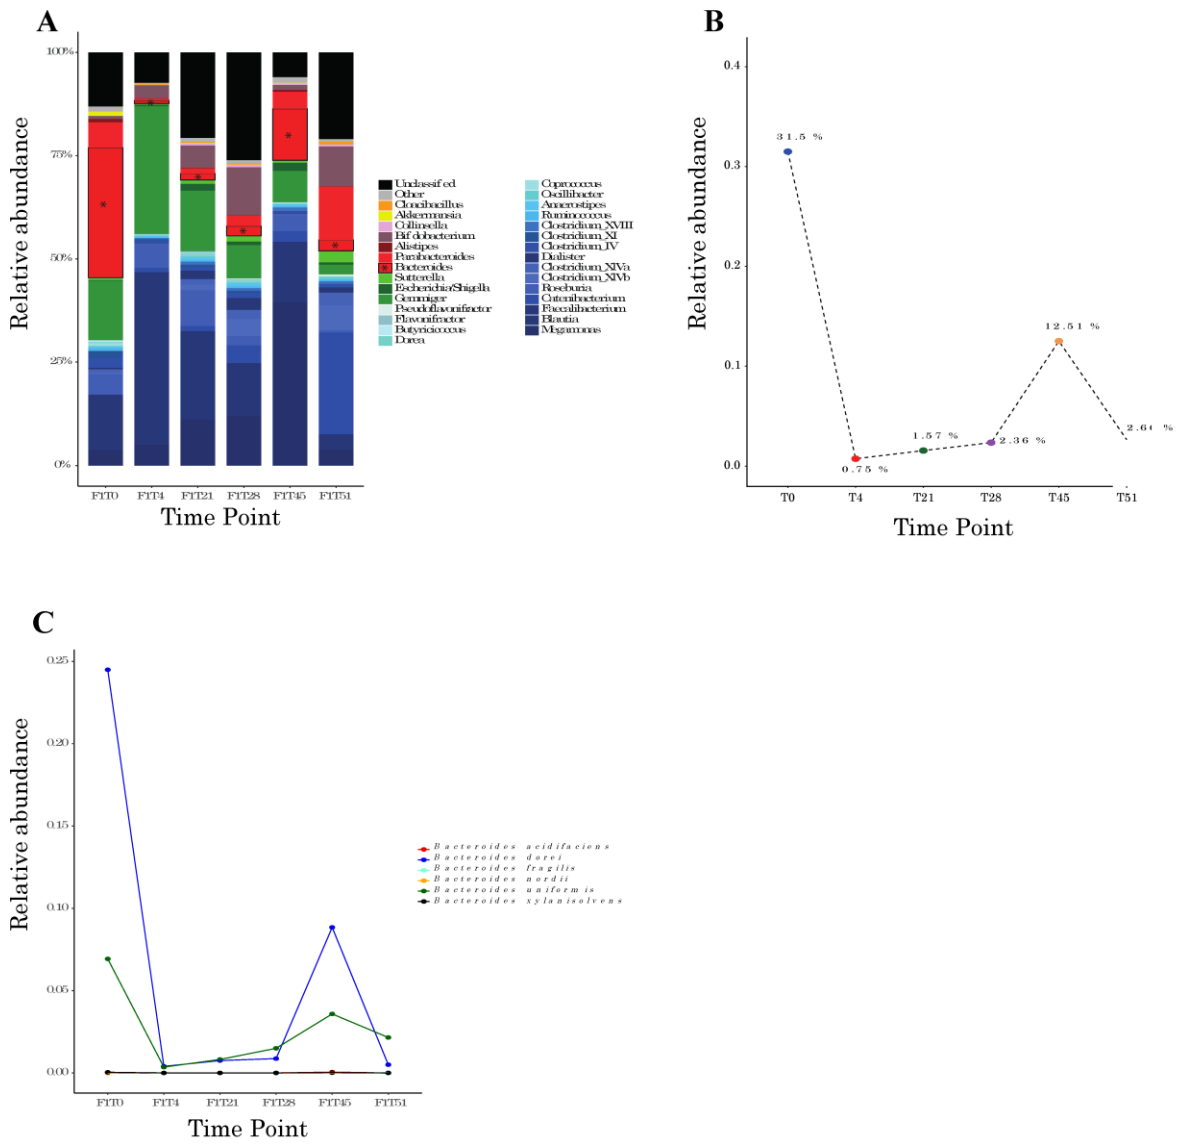 A
100%
75%
50%
25%
0%
Relative abundance
F1T0 F1T4 F1T21 F1T28 F1T45 F1T51
Time Point
Unclassif ed
Other
Cloacibacillus
Akkermansia
Collinsella
Bif dobacterium
Alistipes
Parabacteroides
* Bacteroides
Sutterella
Escherichia/Shigella
Gemmiger
Pseudoflavonifractor
Flavonifractor
Butyricicoccus
Dorea
Coprococcus
Oscillibacter
Anaerostipes
Ruminococcus
Clostridium_XVIII
Clostridium_XI
Clostridium_IV
Dialister
Clostridium_XIVa
Clostridium_XIVb
Roseburia
Catenibacterium
Faecalibacterium
Blautia
Megamonas
B
0.4
0.3
0.2
0.1
0.0
Relative abundance
31.5 %
0.75 %
1.57 %
2.36 %
12.51 %
T0 T4 T21 T28 T45 T51
Time Point
C
0.25
0.20
0.15
0.10
0.05
0.00
Relative abundance
F1T0 F1T4 F1T21 F1T28 F1T45 F1T51
Time Point
Bacteroides acidifaciens
Bacteroides dorei
Bacteroides fragilis
Bacteroides nordii
Bacteroides uniformis
Bacteroides xylanisolvens